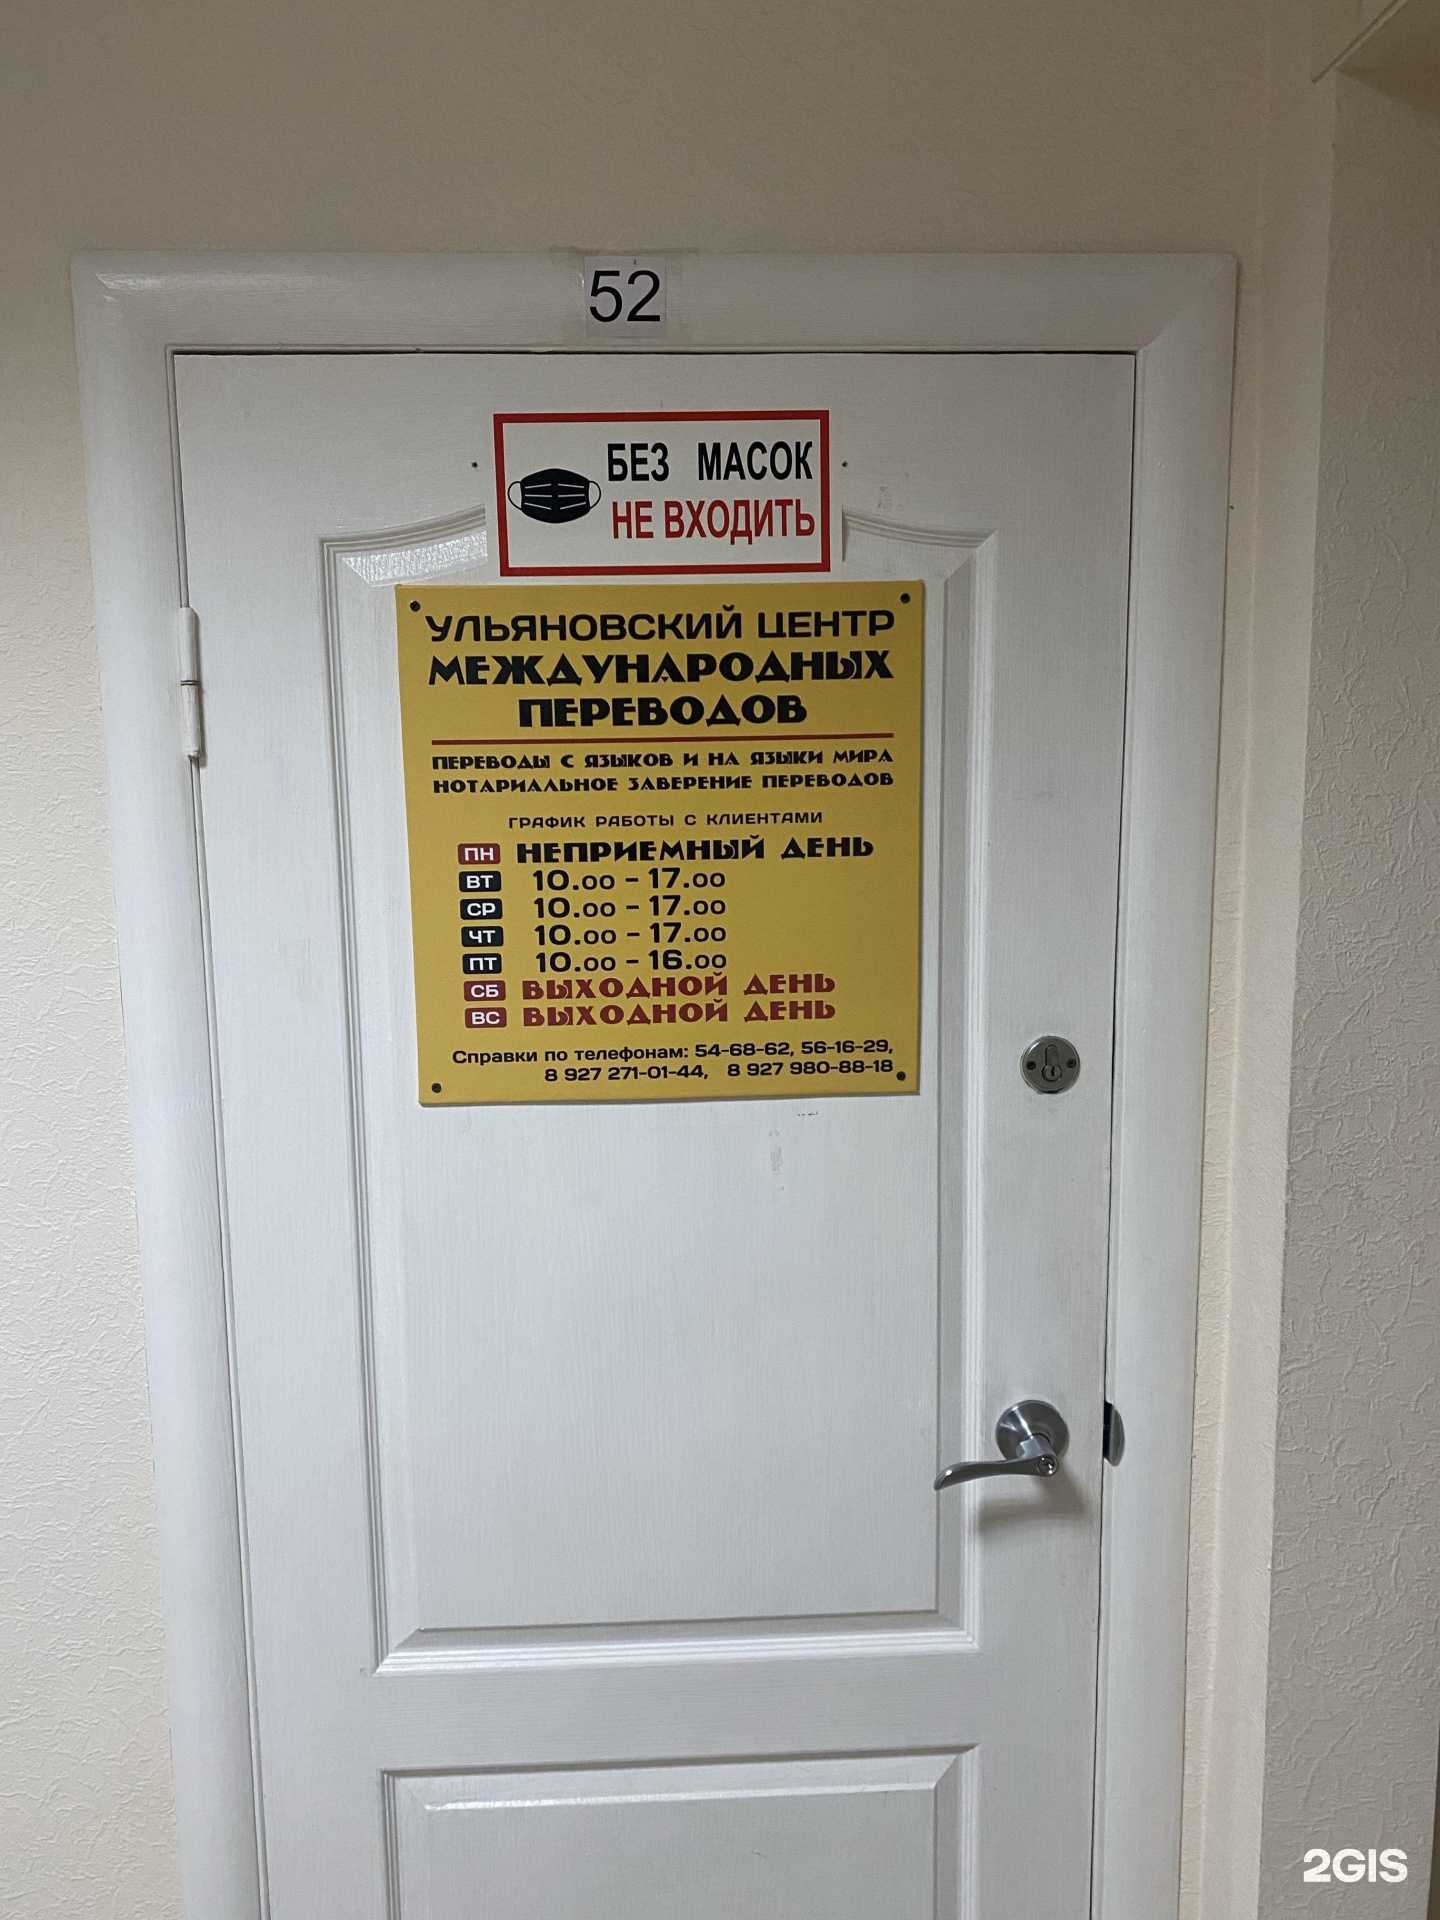 52
БЕЗ МАСОК
НЕ ВХОДИТЬ
УЛЬЯНОВСКИЙ ЦЕНТР
МЕЖДУНАРОДНЫХ
ПЕРЕВОДОВ
ПЕРЕВОДЫ С ЯЗЫКОВ И НА ЯЗЫКИ МИРА
НОТАРИАЛЬНОЕ ЗАВЕРЕНИЕ ПЕРЕВОДОВ
ГРАФИК РАБОТЫ С КЛИЕНТАМИ
ПН НЕПРИЕМНЫЙ ДЕНЬ
ВТ 10.00 - 17.00
СР 10.00 - 17.00
ЧТ 10.00 - 17.00
ПТ 10.00 - 16.00
СБ ВЫХОДНОЙ ДЕНЬ
ВС ВЫХОДНОЙ ДЕНЬ
Справки по телефонам: 54-68-62, 56-16-29,
8 927 271-01-44, 8 927 980-88-18
2GIS